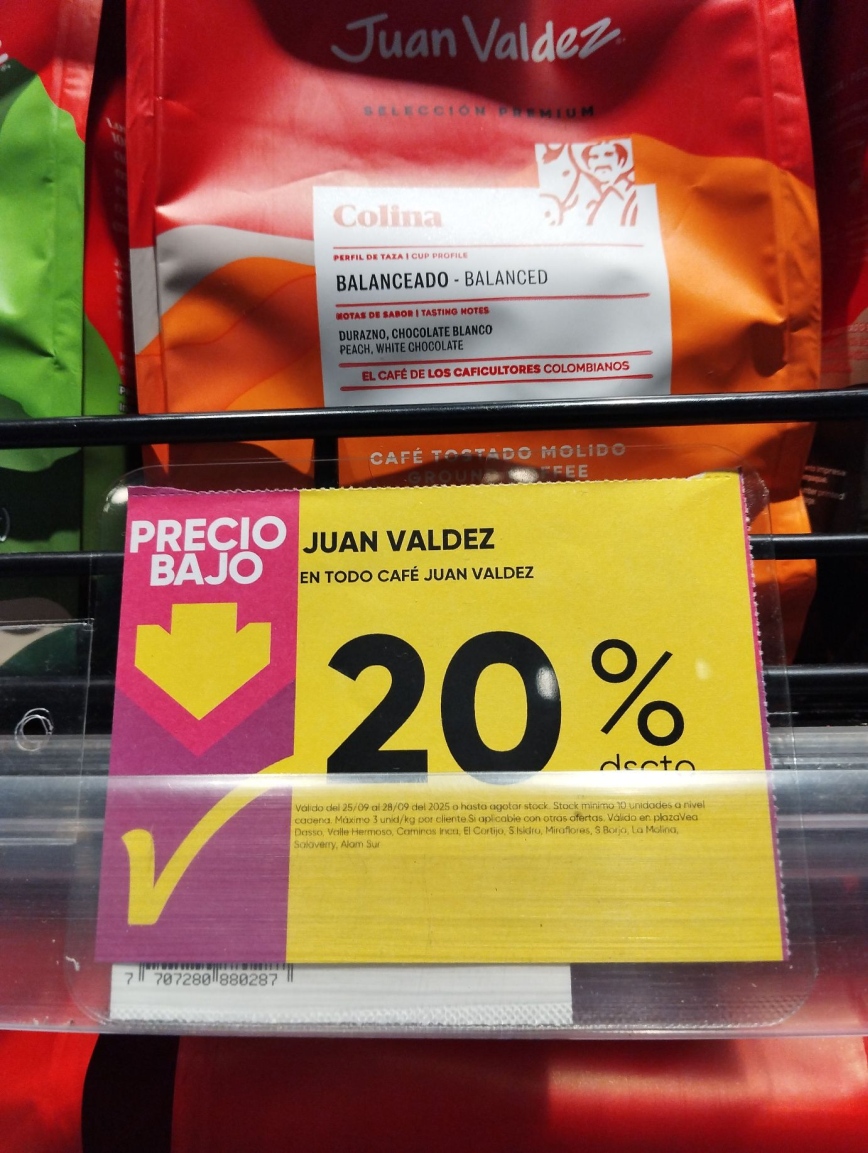 Juan Valdez
SELECCIÓN PREMIUM
Colina
PERFIL DE TAZA | CUP PROFILE
BALANCEADO - BALANCED
NOTAS DE SABOR | TASTING NOTES
DURAZNO, CHOCOLATE BLANCO
PEACH, WHITE CHOCOLATE
EL CAFÉ DE LOS CAFICULTORES COLOMBIANOS
CAFÉ TOSTADO MOLIDO
GROUND COFFEE
PRECIO
BAJO
JUAN VALDEZ
EN TODO CAFÉ JUAN VALDEZ
20%
dscto
Válido del 25/09 al 28/09 del 2025 o hasta agotar stock. Stock mínimo 10 unidades a nivel
cadena. Máximo 3 unid/kg por cliente.Si aplicable con otras ofertas. Válida en plazaVea
Dasso, Valle Hermoso, Caminos Inca, El Cortijo, S.Isidro, Miraflores, S.Borja, La Molina,
Salaverry, Alam Sur
7 707280 880287